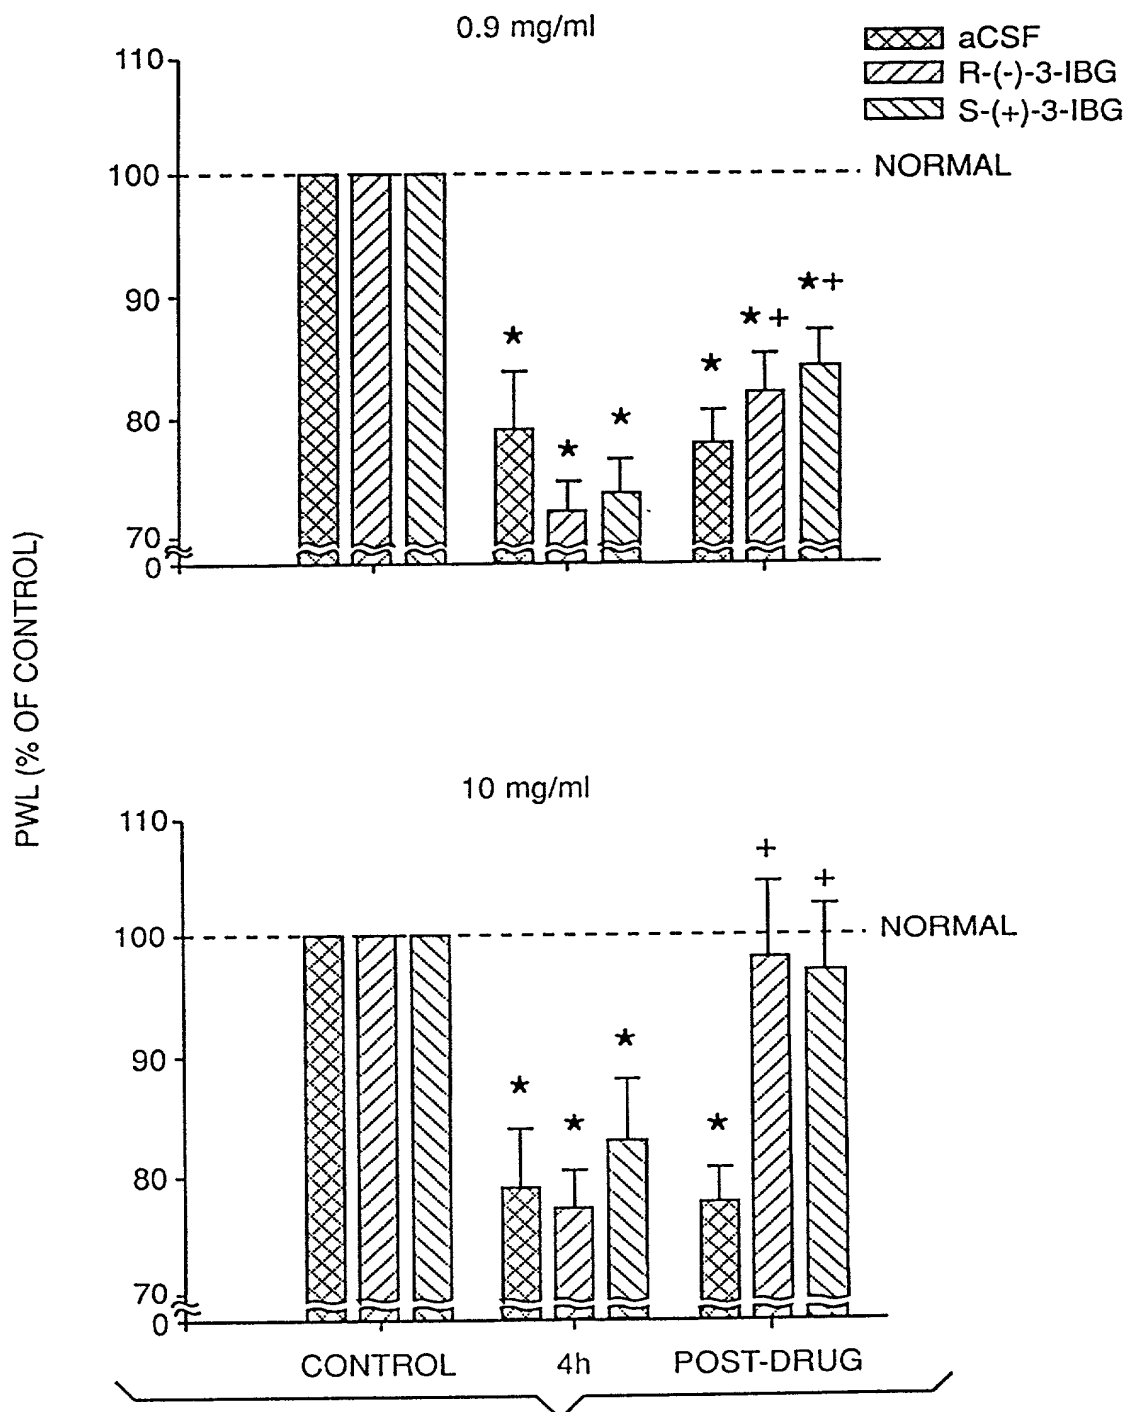 0.9 mg/ml
aCSF
R-(-)-3-IBG
S-(+)-3-IBG
110
100
NORMAL
90
80
70
0
★
★
★
★
★ +
★+
PWL (% OF CONTROL)
10 mg/ml
110
100
NORMAL
90
80
70
0
★
★
★
★
+
+
CONTROL 4h POST-DRUG